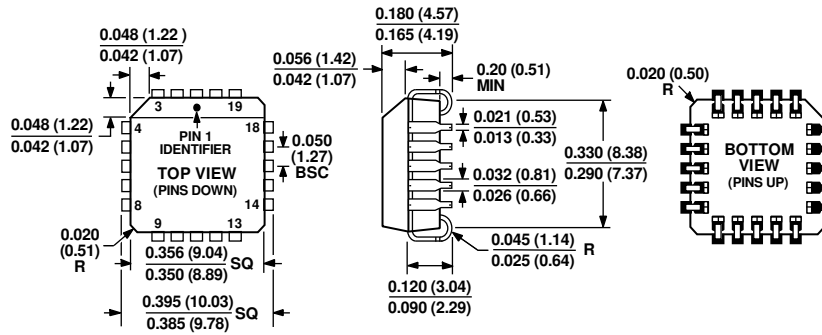 0.048 (1.22 )
0.042 (1.07)
0.048 (1.22)
0.042 (1.07)
3
19
4
18
PIN 1
IDENTIFIER
TOP VIEW
(PINS DOWN)
8
14
9
13
0.050
(1.27)
BSC
0.020
(0.51)
R
0.356 (9.04)
0.350 (8.89)
SQ
0.395 (10.03)
0.385 (9.78)
SQ
0.180 (4.57)
0.165 (4.19)
0.056 (1.42)
0.042 (1.07)
0.20 (0.51)
MIN
0.021 (0.53)
0.013 (0.33)
0.032 (0.81)
0.026 (0.66)
0.330 (8.38)
0.290 (7.37)
0.045 (1.14)
0.025 (0.64)
R
0.120 (3.04)
0.090 (2.29)
0.020 (0.50)
R
BOTTOM
VIEW
(PINS UP)